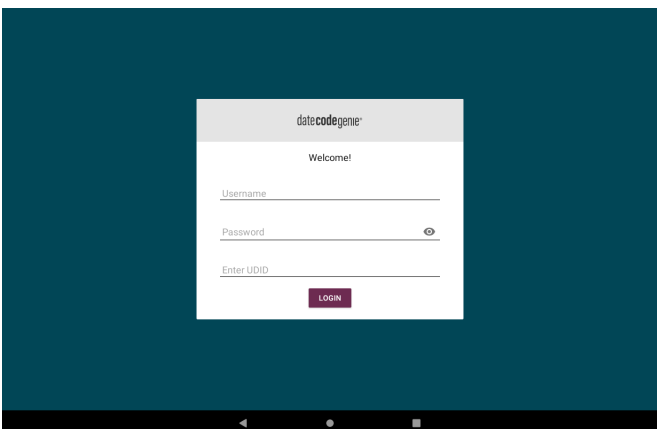 datecodegenie®
Welcome!
Username
Password
Enter UDID
LOGIN